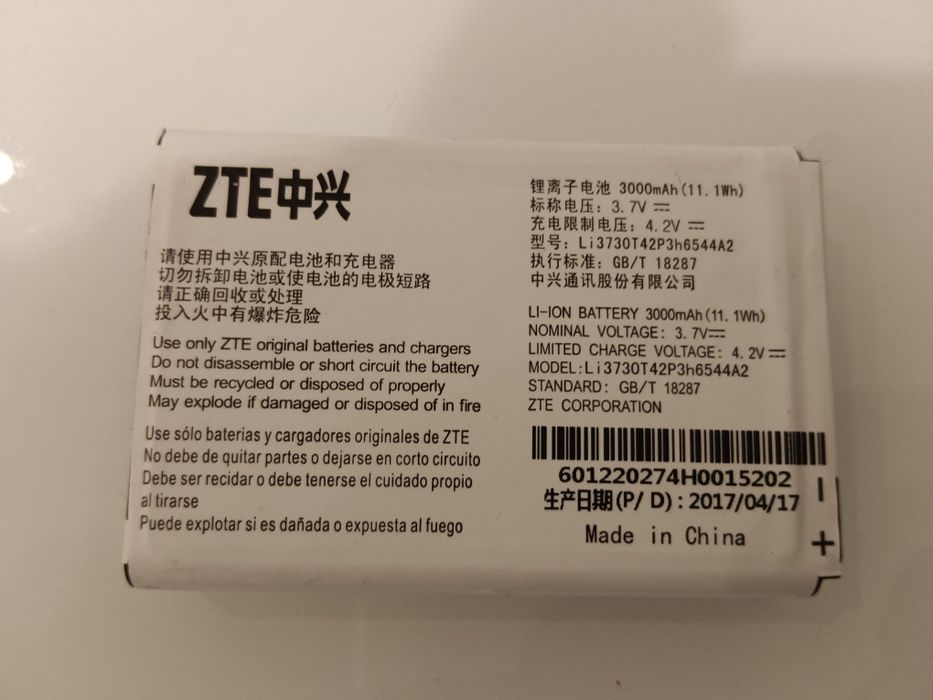 ZTE中兴
请使用中兴原配电池和充电器
切勿拆卸电池或使电池的电极短路
请正确回收或处理
投入火中有爆炸危险
Use only ZTE original batteries and chargers
Do not disassemble or short circuit the battery
Must be recycled or disposed of properly
May explode if damaged or disposed of in fire
Use sólo baterias y cargadores originales de ZTE
No debe de quitar partes o dejarse en corto circuito
Debe ser recidar o debe tenerse el cuidado propio
al tirarse
Puede explotar si es dañada o expuesta al fuego
锂离子电池 3000mAh(11.1Wh)
标称电压: 3.7V⎓
充电限制电压: 4.2V⎓
型号: Li3730T42P3h6544A2
执行标准: GB/T 18287
中兴通讯股份有限公司
LI-ION BATTERY 3000mAh(11.1Wh)
NOMINAL VOLTAGE: 3.7V⎓
LIMITED CHARGE VOLTAGE: 4.2V⎓
MODEL:Li3730T42P3h6544A2
STANDARD: GB/T 18287
ZTE CORPORATION
601220274H0015202
生产日期(P/ D) : 2017/04/17
Made in China
−
+